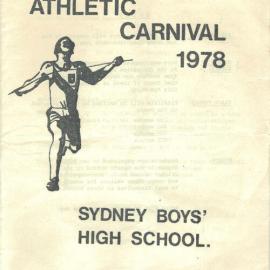 ATHLETIC
CARNIVAL
1978
SYDNEY BOYS'
HIGH SCHOOL.